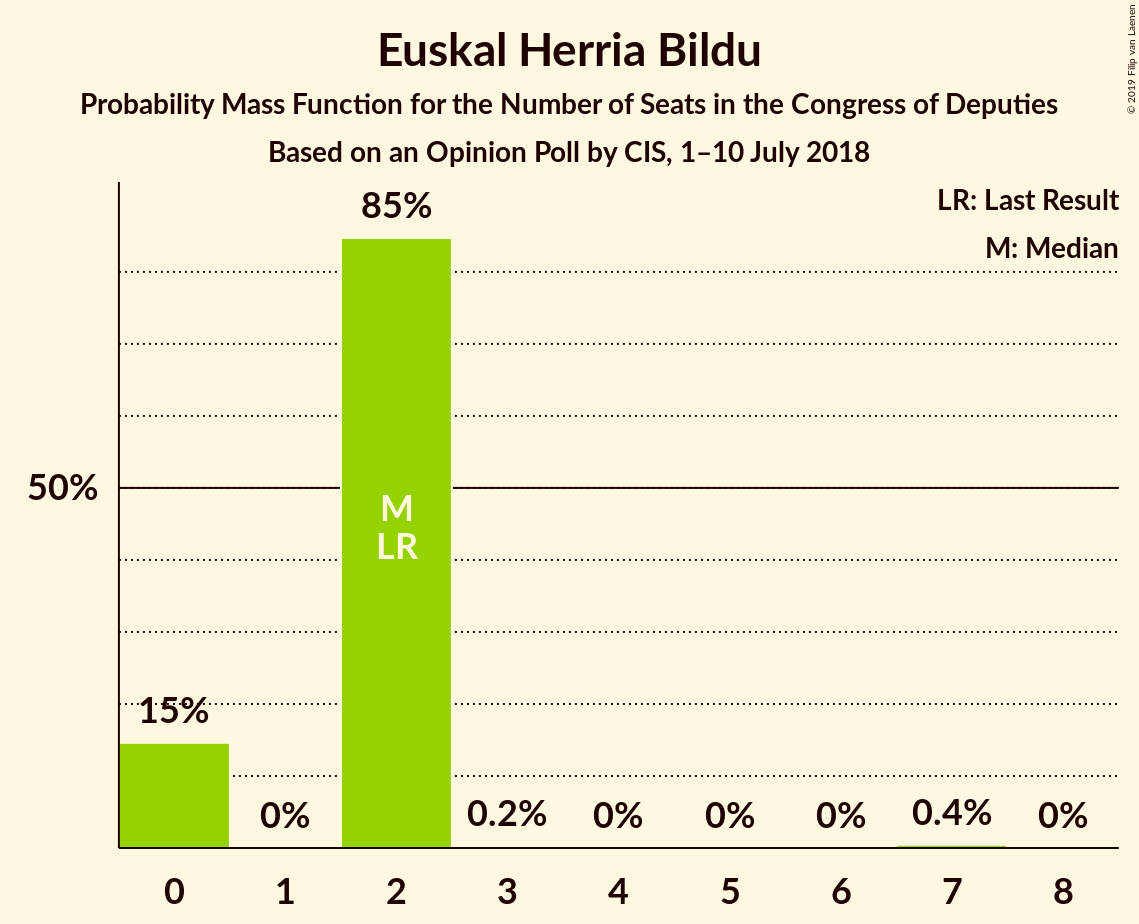 Euskal Herria Bildu
Probability Mass Function for the Number of Seats in the Congress of Deputies
Based on an Opinion Poll by CIS, 1–10 July 2018
© 2019 Filip van Laenen
LR: Last Result
M: Median
85%
50%
M
LR
15%
0%
0.2%
0%
0%
0%
0.4%
0%
0 1 2 3 4 5 6 7 8